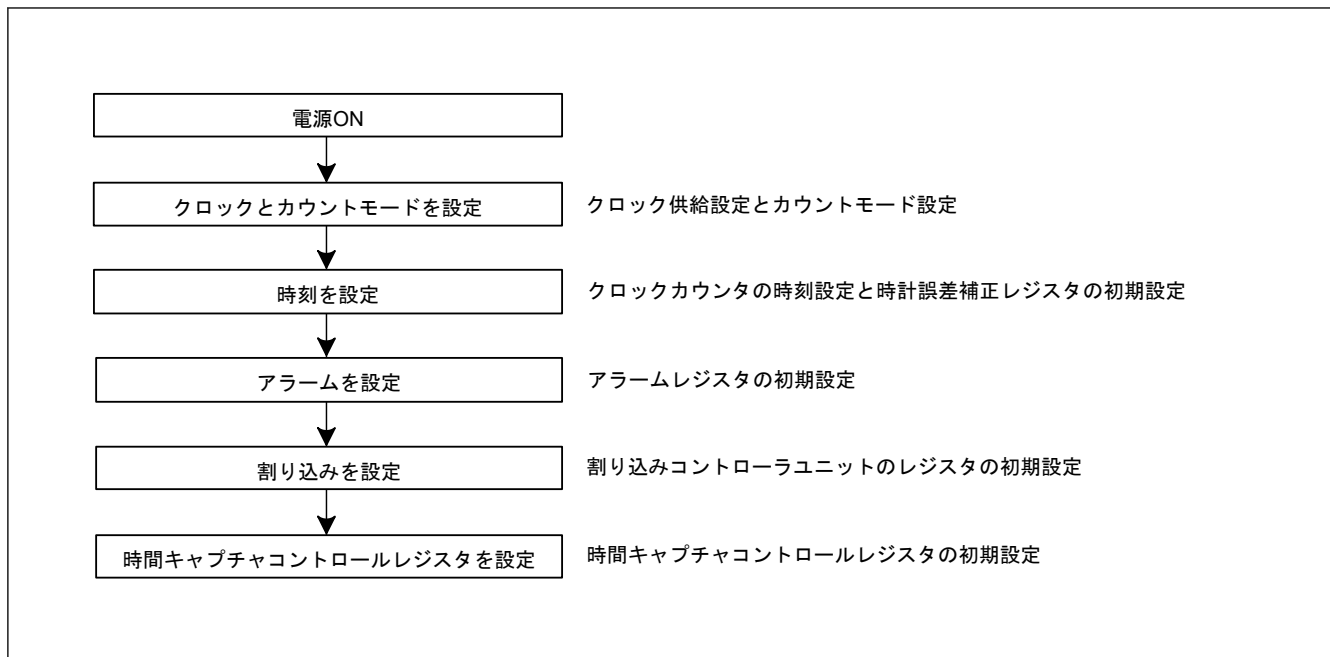 電源ON
クロックとカウントモードを設定
クロック供給設定とカウントモード設定
時刻を設定
クロックカウンタの時刻設定と時計誤差補正レジスタの初期設定
アラームを設定
アラームレジスタの初期設定
割り込みを設定
割り込みコントローラユニットのレジスタの初期設定
時間キャプチャコントロールレジスタを設定
時間キャプチャコントロールレジスタの初期設定